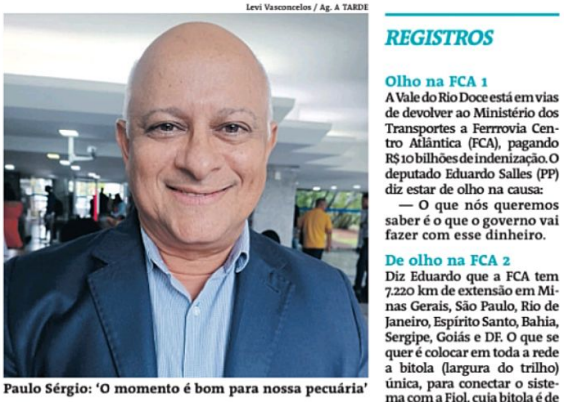 Levi Vasconcelos / Ag. A TARDE
Paulo Sérgio: ‘O momento é bom para nossa pecuária’
REGISTROS
Olho na FCA 1
A Vale do Rio Doce está em vias
de devolver ao Ministério dos
Transportes a Ferrrovia Cen-
tro Atlântica (FCA), pagando
R$ 10 bilhões de indenização. O
deputado Eduardo Salles (PP)
diz estar de olho na causa:
— O que nós queremos
saber é o que o governo vai
fazer com esse dinheiro.
De olho na FCA 2
Diz Eduardo que a FCA tem
7.220 km de extensão em Mi-
nas Gerais, São Paulo, Rio de
Janeiro, Espírito Santo, Bahia,
Sergipe, Goiás e DF. O que se
quer é colocar em toda a rede
a bitola (largura do trilho)
única, para conectar o siste-
ma com a Fiol, cuja bitola é de